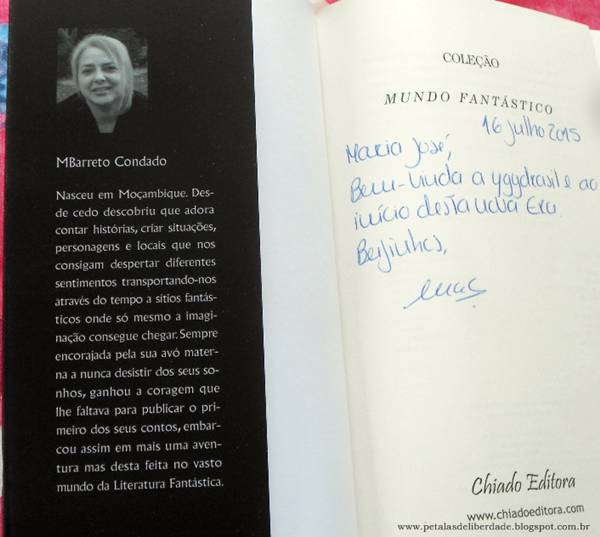 MBarreto Condado
Nasceu em Moçambique. Des-
de cedo descobriu que adora
contar histórias, criar situações,
personagens e locais que nos
consigam despertar diferentes
sentimentos transportando-nos
através do tempo a sítios fantás-
ticos onde só mesmo a imagi-
nação consegue chegar. Sempre
encorajada pela sua avó mater-
na a nunca desistir dos seus so-
nhos, ganhou a coragem que
lhe faltava para publicar o pri-
meiro dos seus contos, embar-
cou assim em mais uma aven-
tura mas desta feita no vasto
mundo da Literatura Fantástica.
COLEÇÃO
MUNDO FANTÁSTICO
16 julho 2015
Maria José,
Bem-vinda a Yggdrasil e ao
início desta nova Era.
Beijinhos,
Chiado Editora
www.chiadoeditora.com
www.petalasdeliberdade.blogspot.com.br